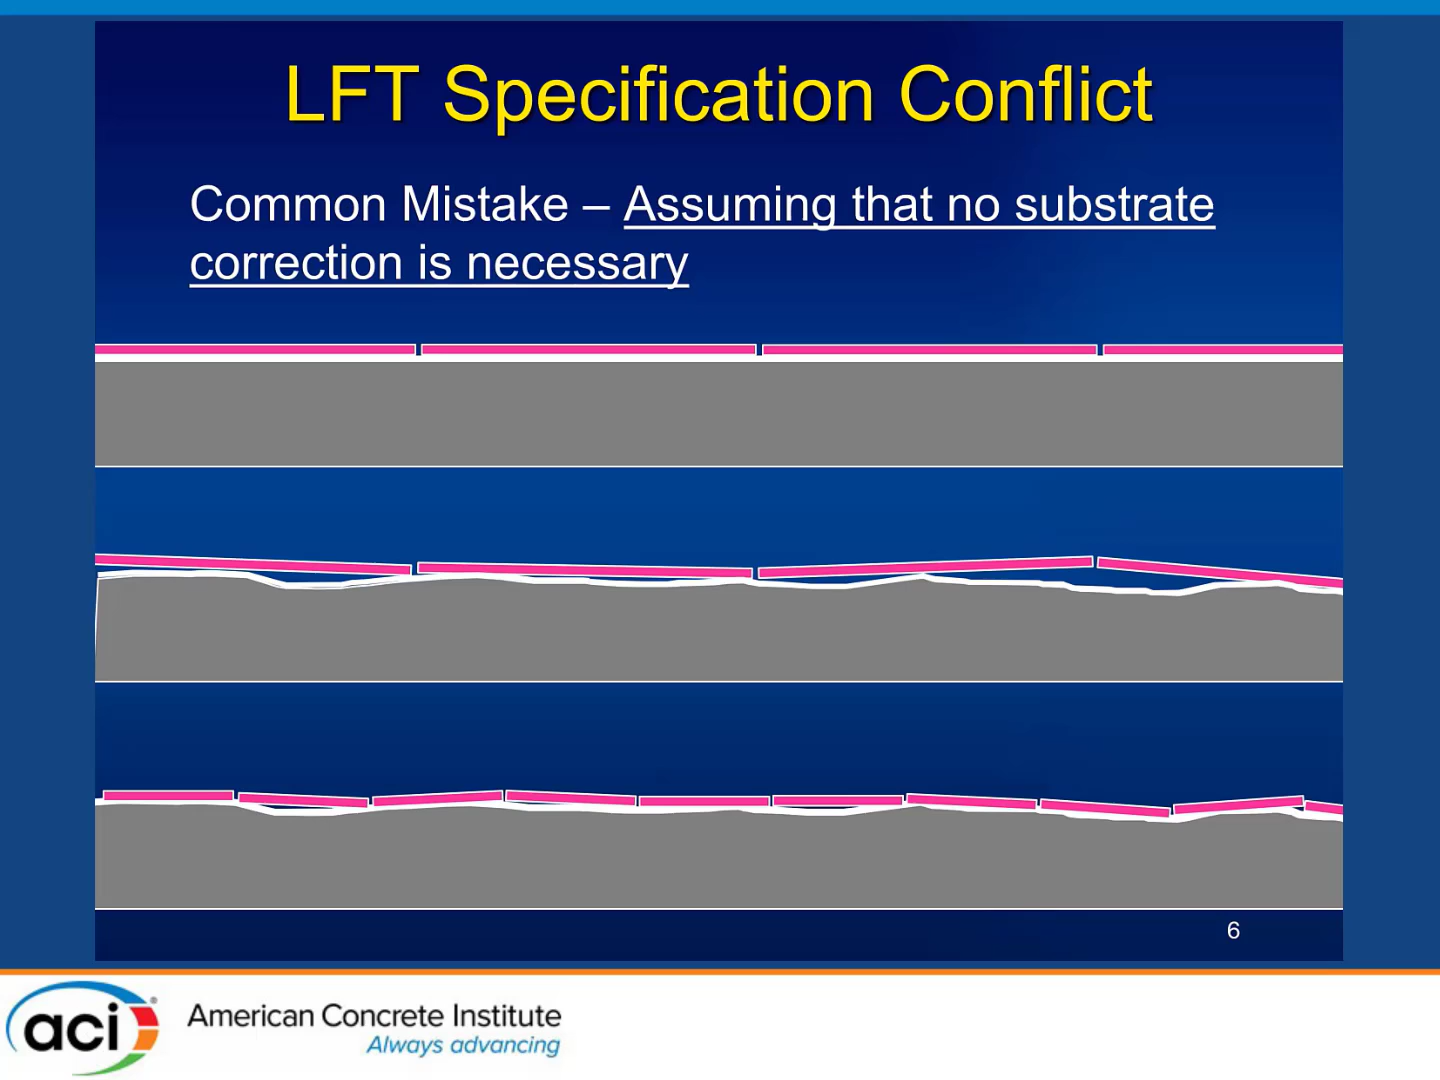 LFT Specification Conflict
Common Mistake – Assuming that no substrate
correction is necessary
6
aci
American Concrete Institute
Always advancing